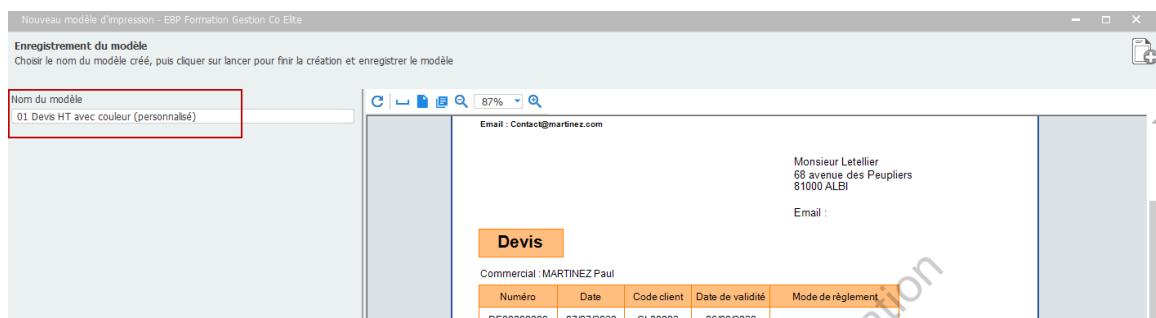 Nouveau modèle d'impression - EBP Formation Gestion Co Elite
Enregistrement du modèle
Choisir le nom du modèle créé, puis cliquer sur lancer pour finir la création et enregistrer le modèle
Nom du modèle
01 Devis HT avec couleur (personnalisé)
87%
Email : Contact@martinez.com
Monsieur Letellier
68 avenue des Peupliers
81000 ALBI
Email :
Devis
Commercial : MARTINEZ Paul
Numéro Date Code client Date de validité Mode de règlement